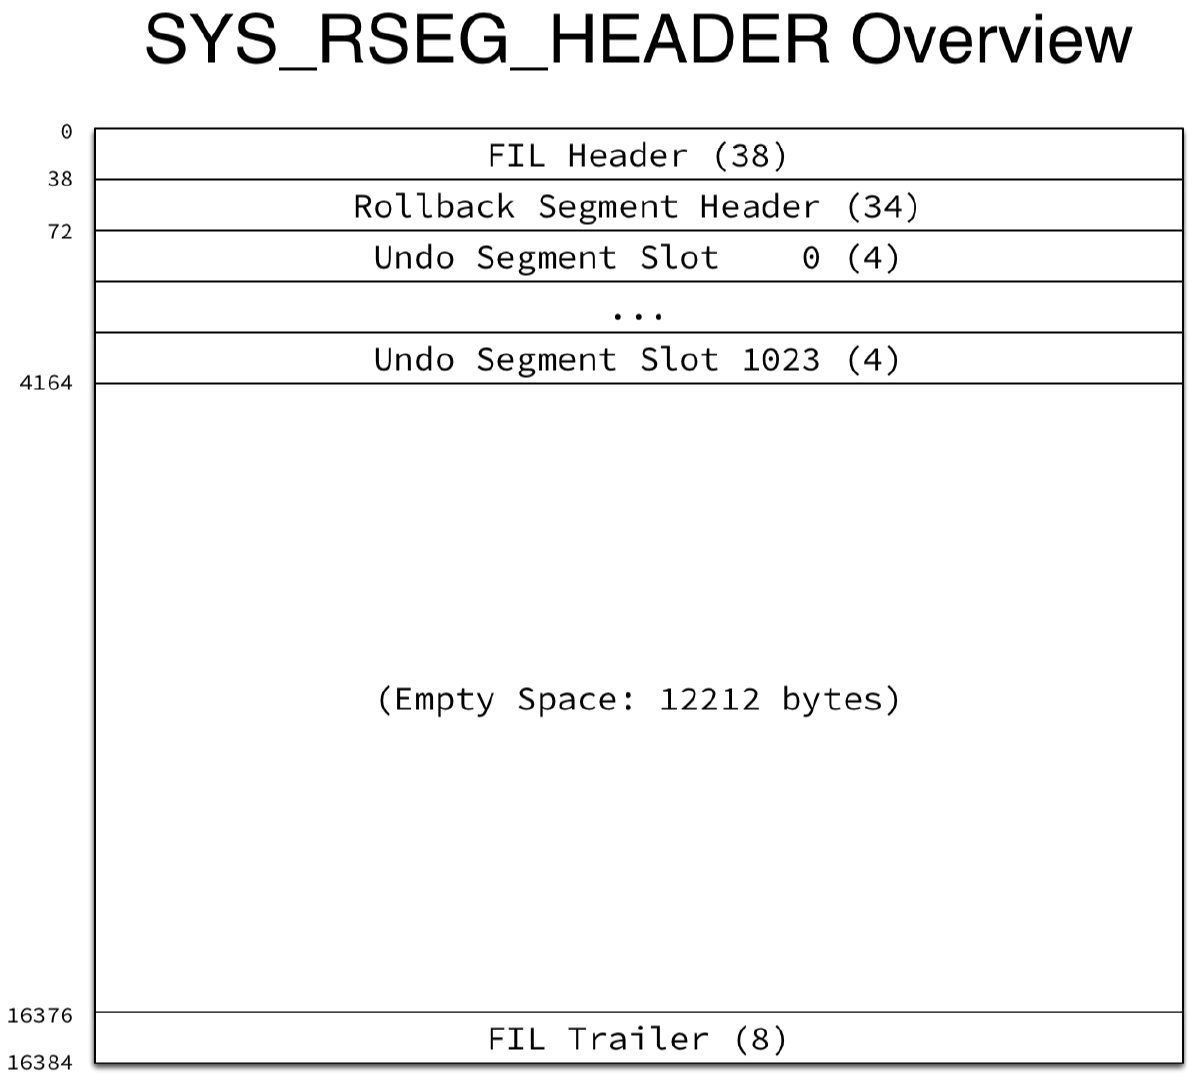 SYS_RSEG_HEADER Overview
0
FIL Header (38)
38
Rollback Segment Header (34)
72
Undo Segment Slot    0 (4)
...
Undo Segment Slot 1023 (4)
4164
(Empty Space: 12212 bytes)
16376
FIL Trailer (8)
16384